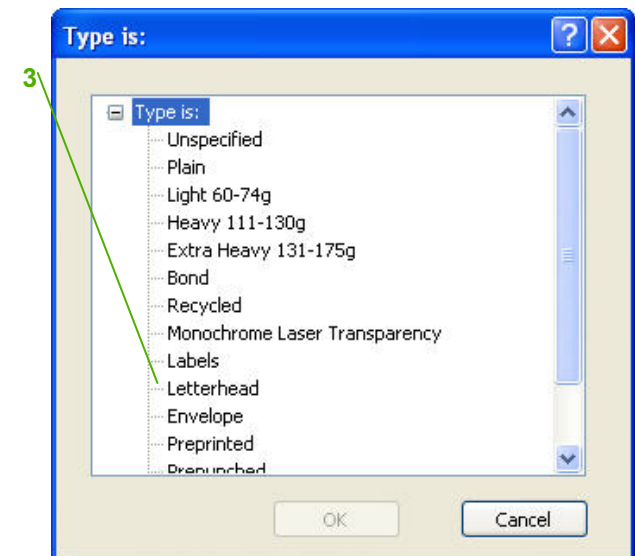 Type is:
3
Type is:
Unspecified
Plain
Light 60-74g
Heavy 111-130g
Extra Heavy 131-175g
Bond
Recycled
Monochrome Laser Transparency
Labels
Letterhead
Envelope
Preprinted
Prepunched
OK
Cancel